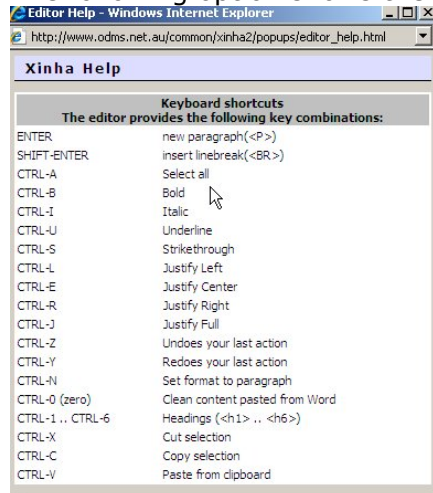 Editor Help - Windows Internet Explorer
http://www.odms.net.au/common/xinha2/popups/editor_help.html
Xinha Help
Keyboard shortcuts
The editor provides the following key combinations:
ENTER new paragraph(<P>)
SHIFT-ENTER insert linebreak(<BR>)
CTRL-A Select all
CTRL-B Bold
CTRL-I Italic
CTRL-U Underline
CTRL-S Strikethrough
CTRL-L Justify Left
CTRL-E Justify Center
CTRL-R Justify Right
CTRL-J Justify Full
CTRL-Z Undoes your last action
CTRL-Y Redoes your last action
CTRL-N Set format to paragraph
CTRL-0 (zero) Clean content pasted from Word
CTRL-1 .. CTRL-6 Headings (<h1> .. <h6>)
CTRL-X Cut selection
CTRL-C Copy selection
CTRL-V Paste from clipboard